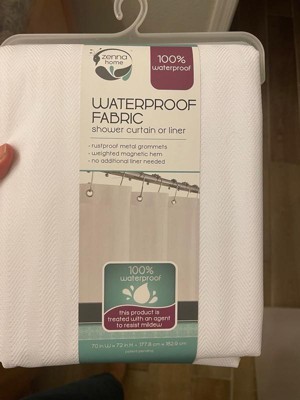 zenna
home
100%
waterproof
WATERPROOF
FABRIC
shower curtain or liner
• rustproof metal grommets
• weighted magnetic hem
• no additional liner needed
100%
waterproof
this product is
treated with an agent
to resist mildew